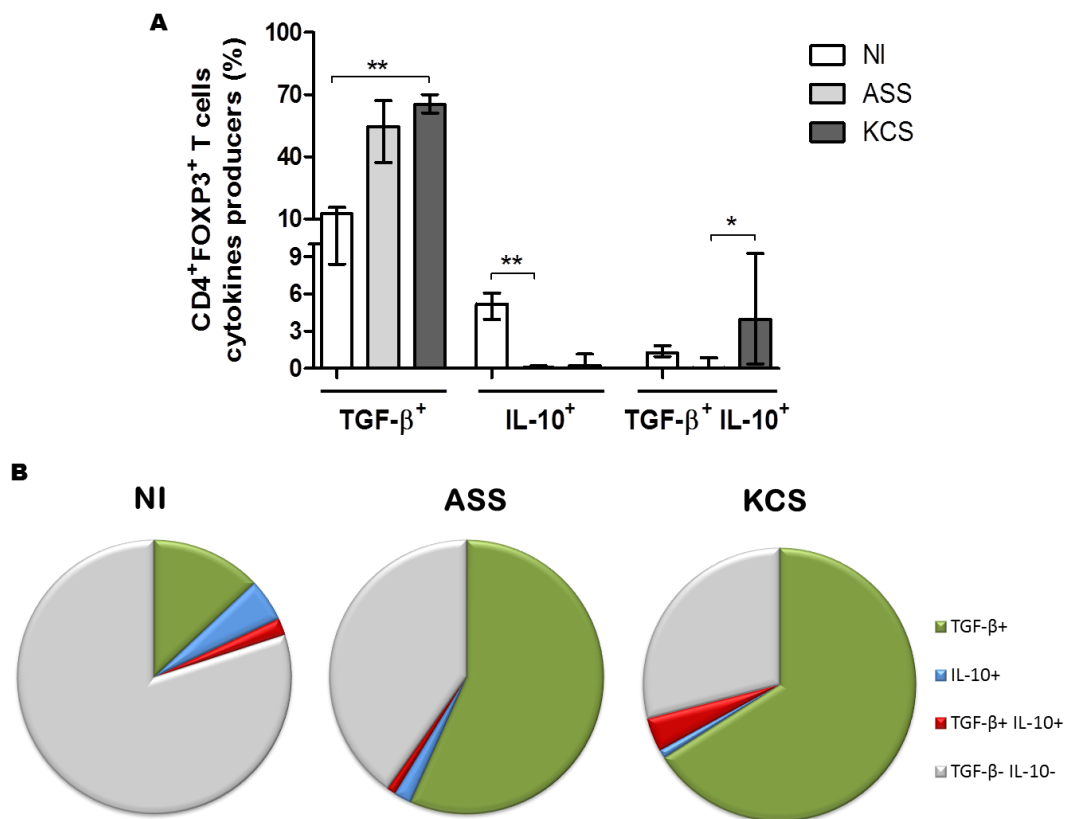 A
CD4⁺FOXP3⁺ T cells
cytokines producers (%)
100
70
40
10
9
6
3
0
**
**
*
NI
ASS
KCS
TGF-β⁺
IL-10⁺
TGF-β⁺ IL-10⁺
B
NI
ASS
KCS
TGF-β+
IL-10+
TGF-β+ IL-10+
TGF-β- IL-10-